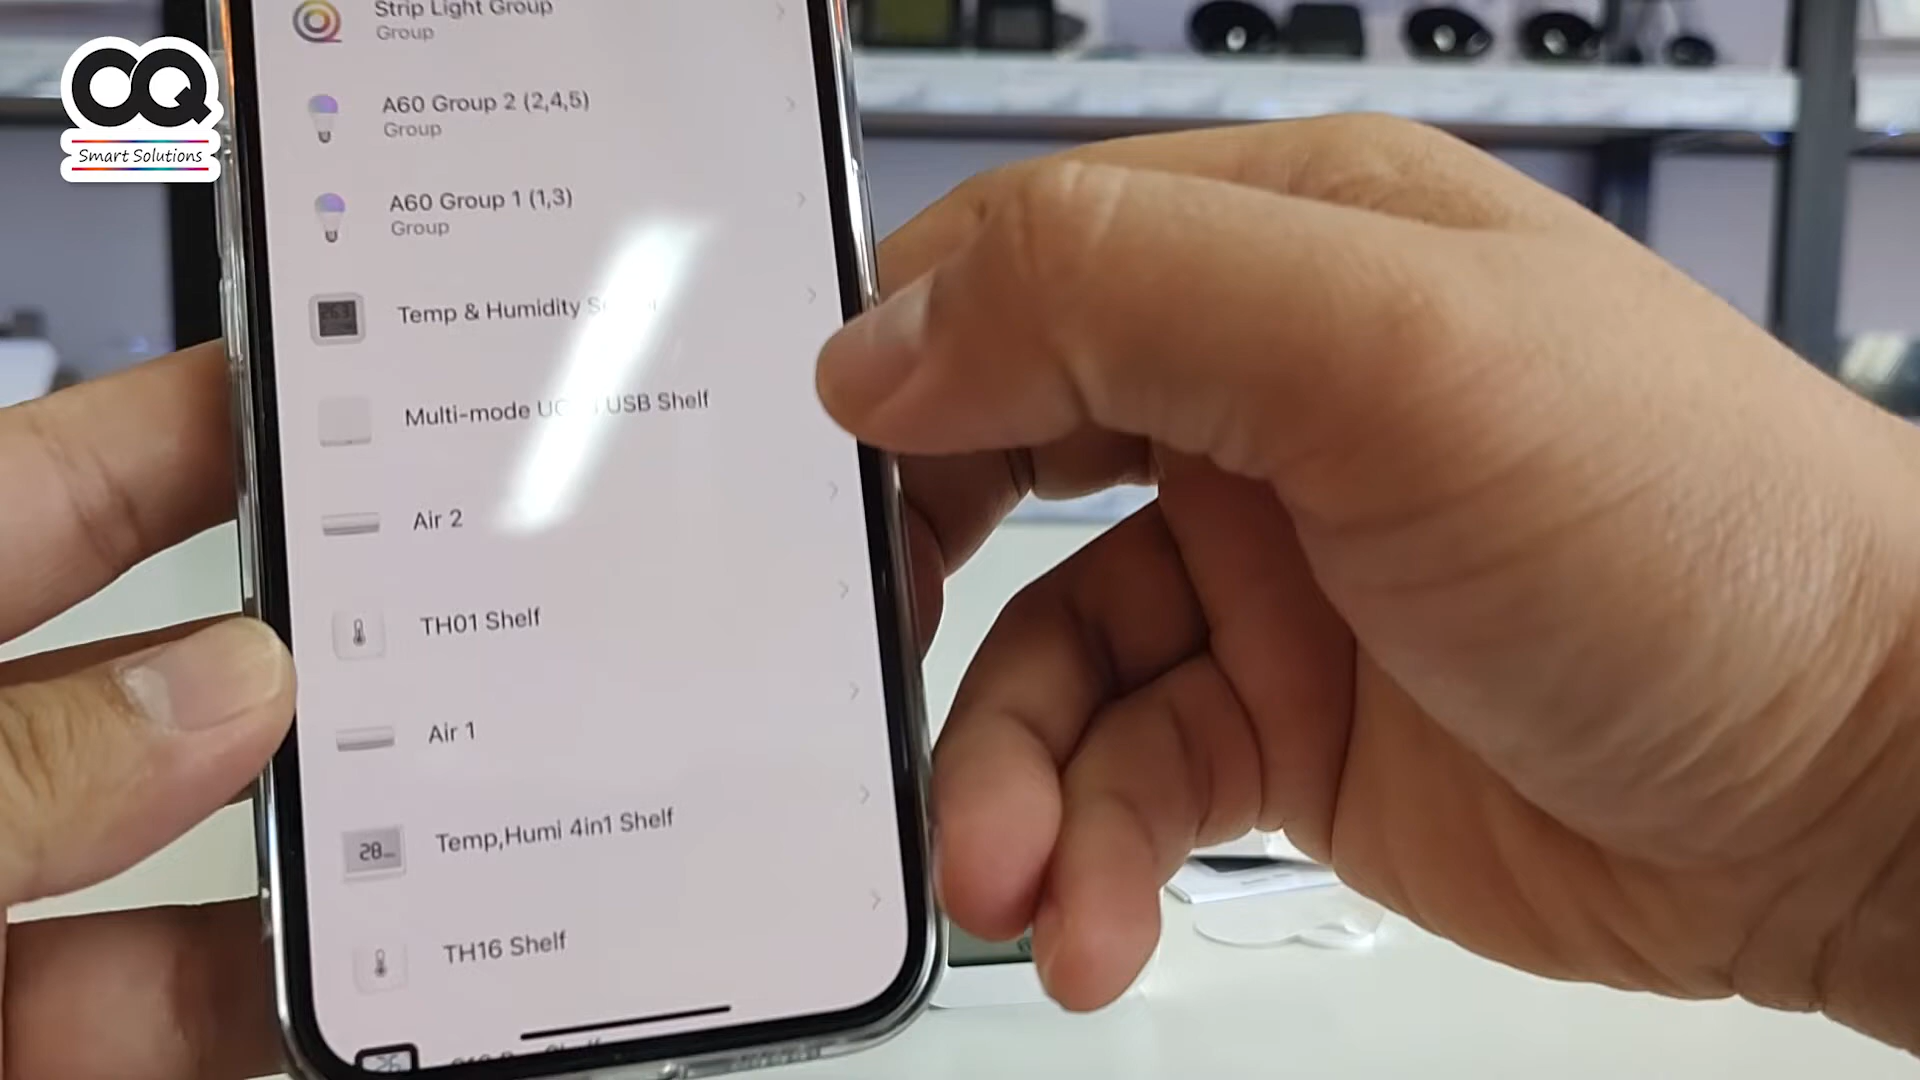 OQ
Smart Solutions
Strip Light Group
Group
A60 Group 2 (2,4,5)
Group
A60 Group 1 (1,3)
Group
Temp & Humidity
Multi-mode USB Shelf
Air 2
TH01 Shelf
Air 1
28
Temp,Humi 4in1 Shelf
TH16 Shelf